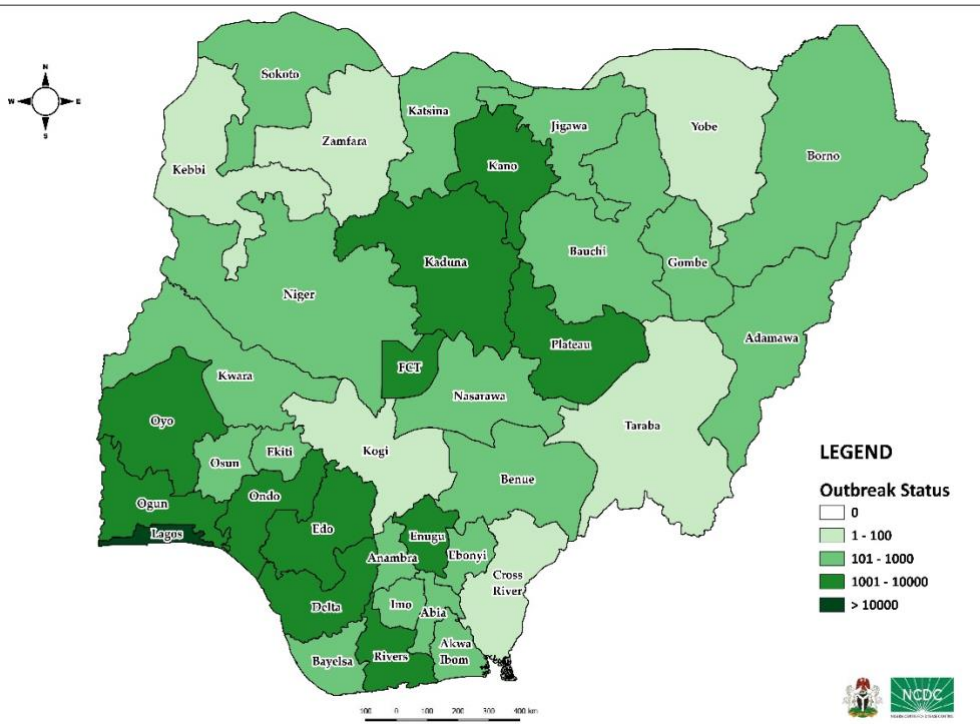 N
W E
S
Sokoto
Katsina
Jigawa
Yobe
Borno
Zamfara
Kebbi
Kano
Kaduna
Bauchi
Gombe
Niger
Adamawa
Plateau
FCT
Kwara
Nasarawa
Oyo
Taraba
Kogi
Osun
Ekiti
Benue
Ogun
Ondo
Edo
Lagos
Enugu
Anambra
Ebonyi
Cross
River
Delta
Imo
Abia
Akwa
Ibom
Bayelsa
Rivers
LEGEND
Outbreak Status
0
1 - 100
101 - 1000
1001 - 10000
> 10000
100 0 100 200 300 400 km
NCDC